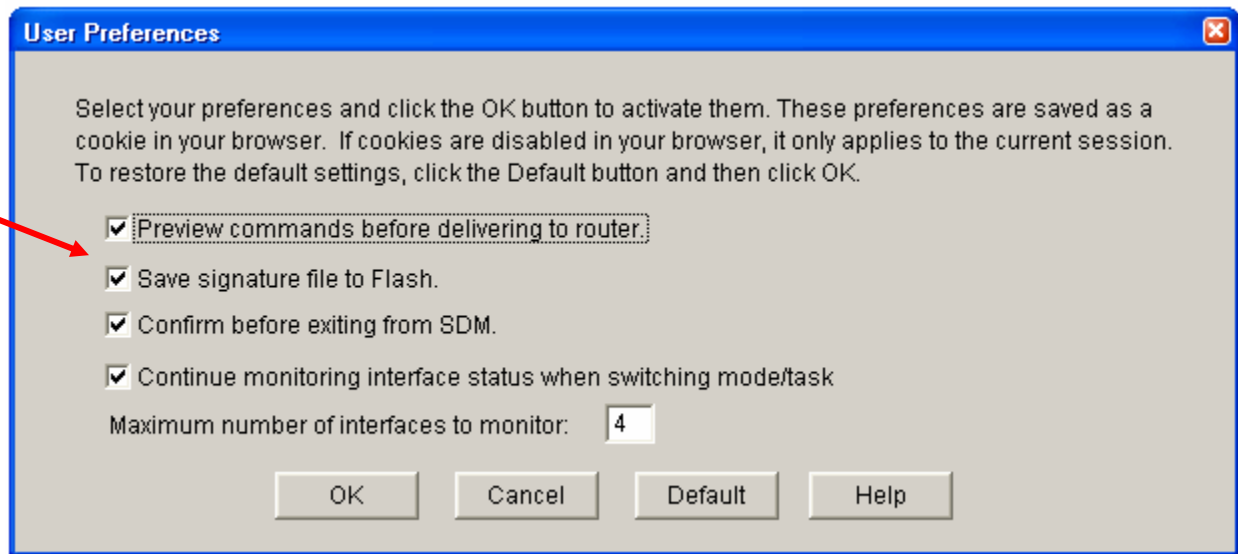 User Preferences
Select your preferences and click the OK button to activate them. These preferences are saved as a
cookie in your browser.  If cookies are disabled in your browser, it only applies to the current session.
To restore the default settings, click the Default button and then click OK.
Preview commands before delivering to router.
Save signature file to Flash.
Confirm before exiting from SDM.
Continue monitoring interface status when switching mode/task
Maximum number of interfaces to monitor: 4
OK Cancel Default Help